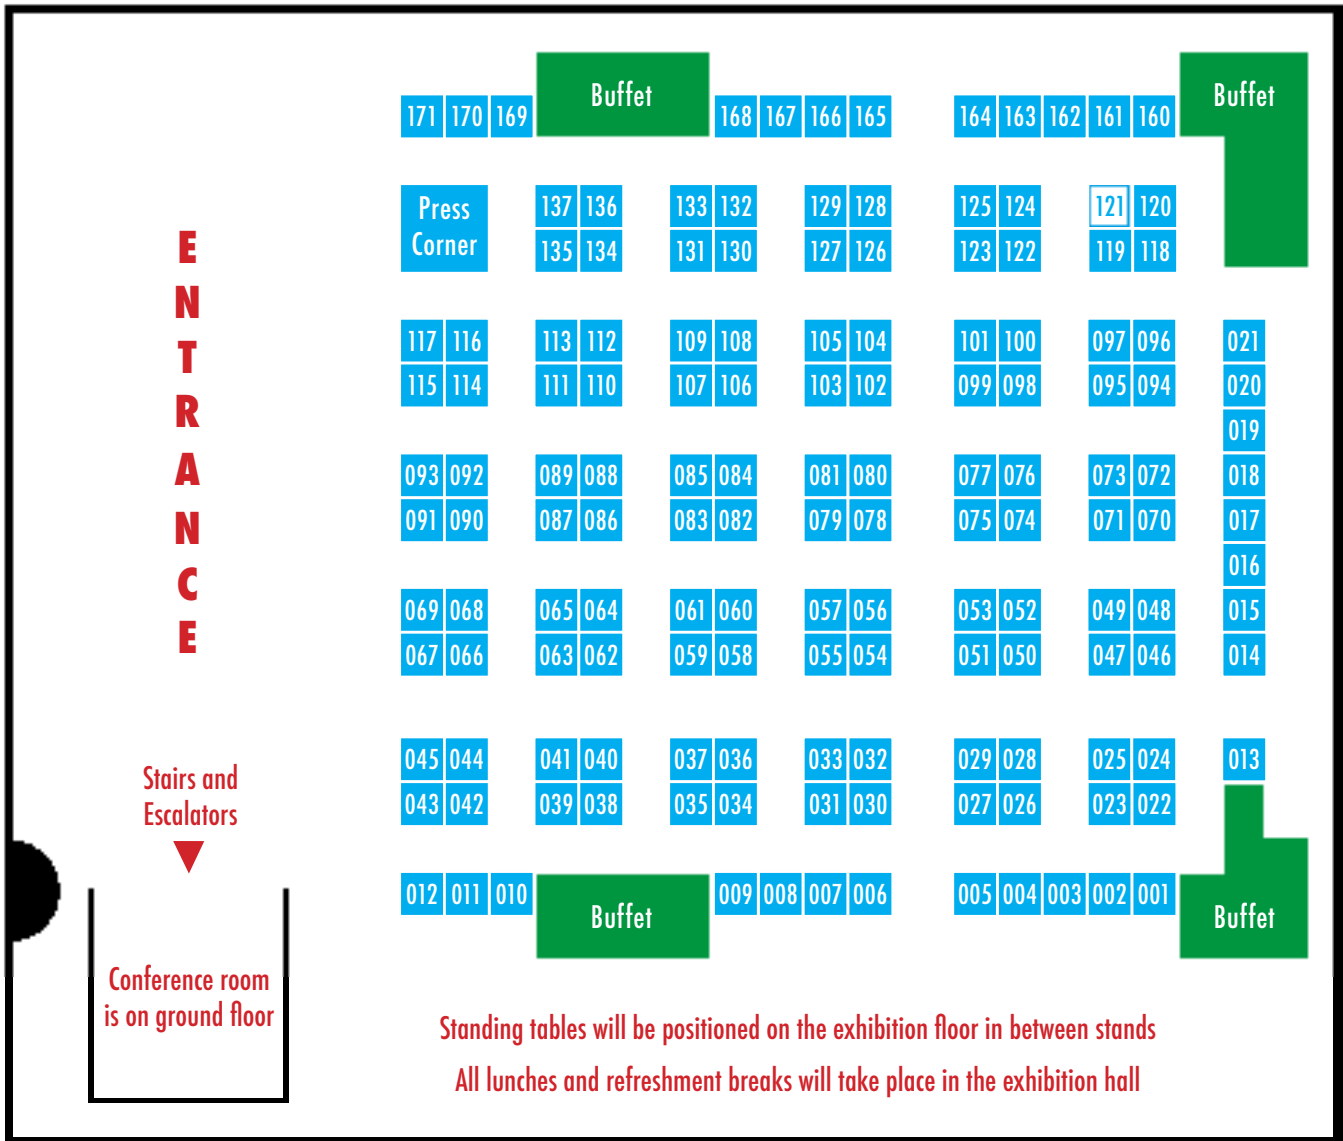 Buffet
Buffet
171 170 169
168 167 166 165
164 163 162 161 160
Press
Corner
137 136
133 132
129 128
125 124
121 120
135 134
131 130
127 126
123 122
119 118
E
N
T
R
A
N
C
E
117 116
113 112
109 108
105 104
101 100
097 096
021
115 114
111 110
107 106
103 102
099 098
095 094
020
019
093 092
089 088
085 084
081 080
077 076
073 072
018
091 090
087 086
083 082
079 078
075 074
071 070
017
016
069 068
065 064
061 060
057 056
053 052
049 048
015
067 066
063 062
059 058
055 054
051 050
047 046
014
045 044
041 040
037 036
033 032
029 028
025 024
013
043 042
039 038
035 034
031 030
027 026
023 022
Stairs and
Escalators
012 011 010
009 008 007 006
005 004 003 002 001
Buffet
Buffet
Conference room
is on ground floor
Standing tables will be positioned on the exhibition floor in between stands
All lunches and refreshment breaks will take place in the exhibition hall